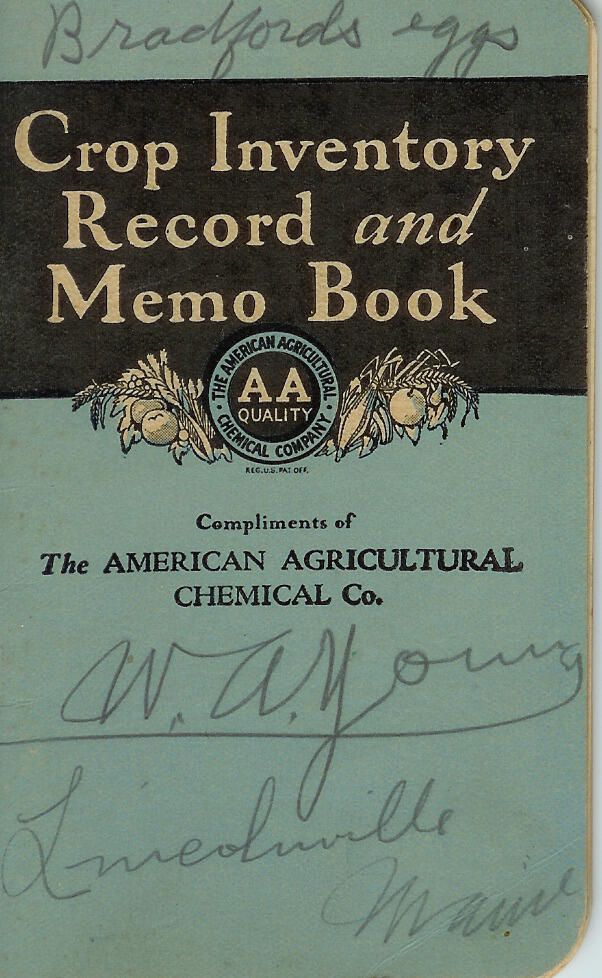 Bradfords eggs
Crop Inventory
Record and
Memo Book
THE AMERICAN AGRICULTURAL
AA
QUALITY
CHEMICAL COMPANY
REG. U.S. PAT. OFF.
Compliments of
The AMERICAN AGRICULTURAL
CHEMICAL Co.
W. A. Young
Lincolnville
Maine